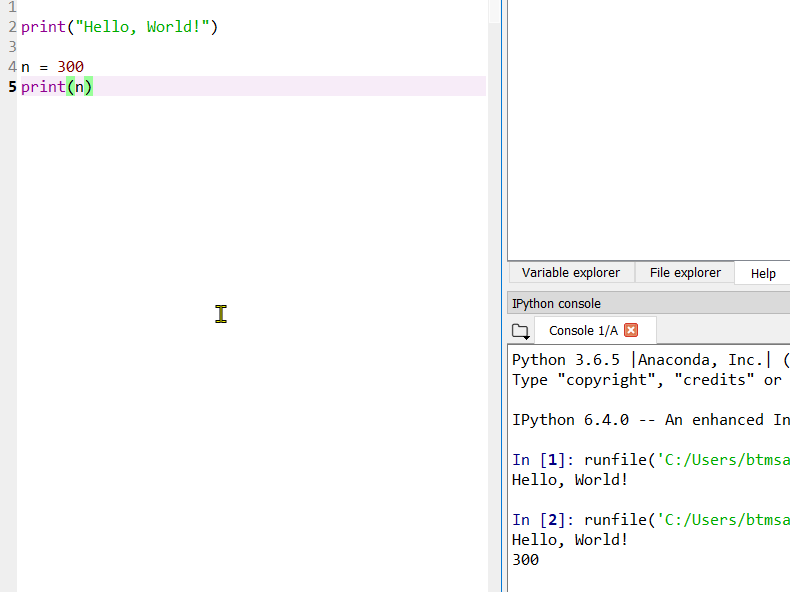 1
2 print("Hello, World!")
3
4 n = 300
5 print(n)
Variable explorer File explorer Help
IPython console
Console 1/A
Python 3.6.5 |Anaconda, Inc.| (
Type "copyright", "credits" or
IPython 6.4.0 -- An enhanced In
In [1]: runfile('C:/Users/btmsa
Hello, World!
In [2]: runfile('C:/Users/btmsa
Hello, World!
300